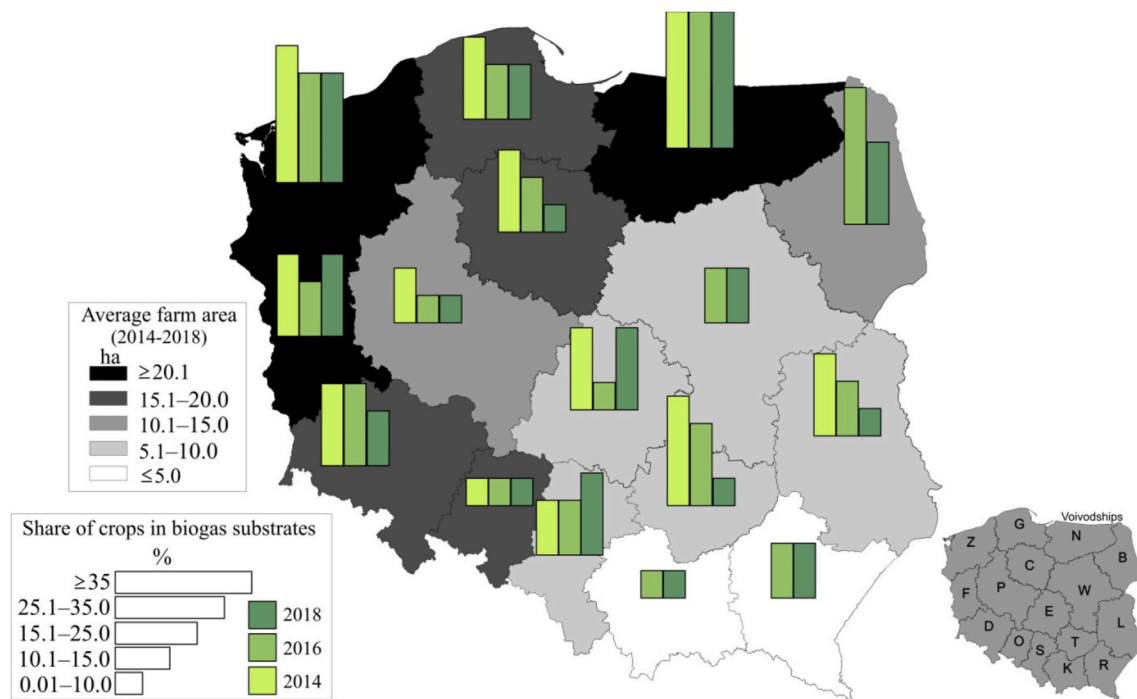 Average farm area
(2014-2018)
ha
≥20.1
15.1–20.0
10.1–15.0
5.1–10.0
≤5.0
Share of crops in biogas substrates
%
≥35
25.1–35.0
15.1–25.0
10.1–15.0
0.01–10.0
2018
2016
2014
Voivodships
G
N
Z
B
C
P
W
F
E
L
D
O
S
T
K
R